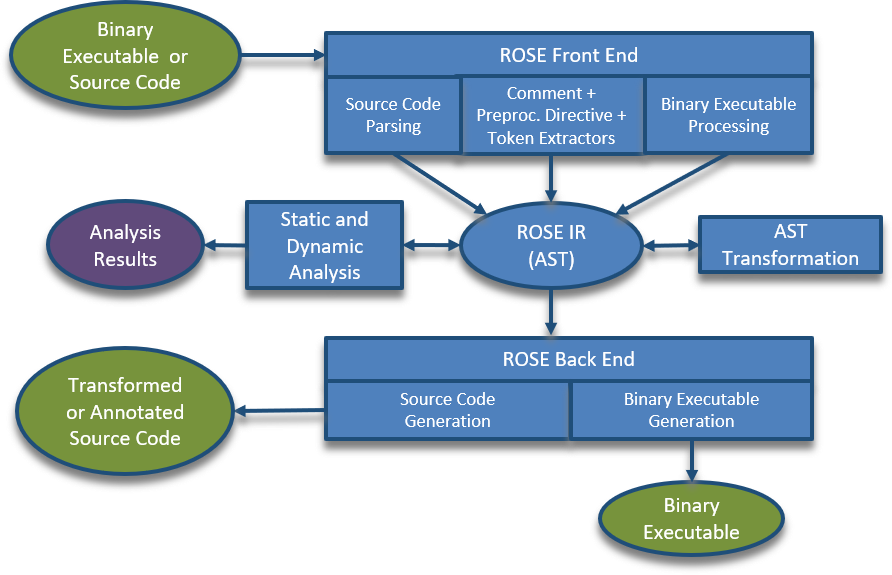 Binary
Executable or
Source Code
ROSE Front End
Source Code
Parsing
Comment +
Preproc. Directive +
Token Extractors
Binary Executable
Processing
Analysis
Results
Static and
Dynamic
Analysis
ROSE IR
(AST)
AST
Transformation
ROSE Back End
Source Code
Generation
Binary Executable
Generation
Transformed
or Annotated
Source Code
Binary
Executable